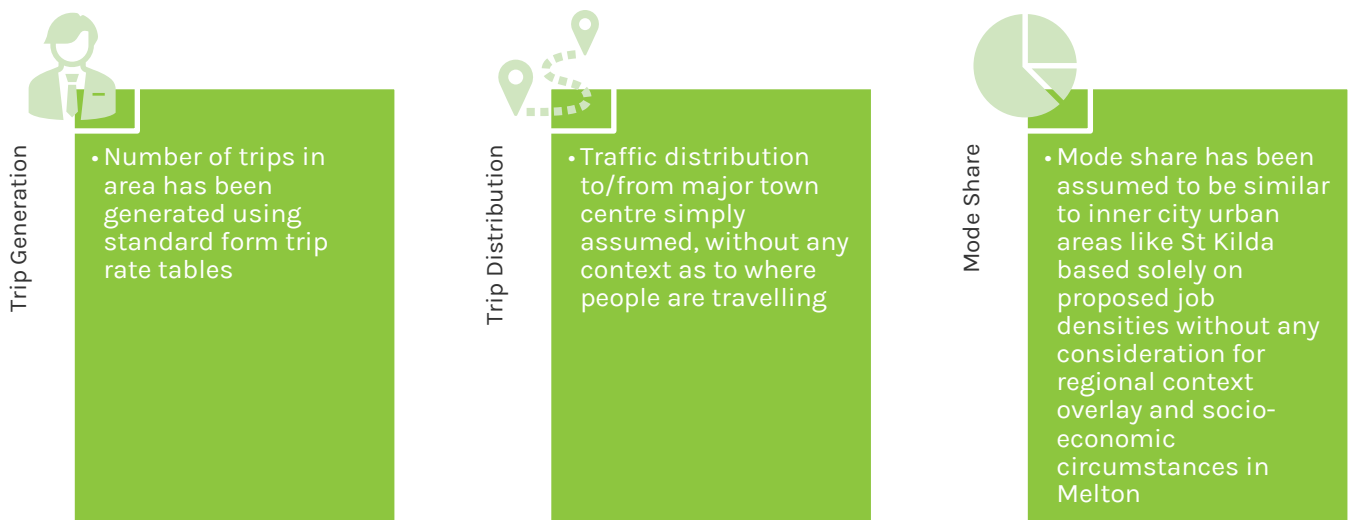 Trip Generation
• Number of trips in
area has been
generated using
standard form trip
rate tables
Trip Distribution
• Traffic distribution
to/from major town
centre simply
assumed, without any
context as to where
people are travelling
Mode Share
• Mode share has been
assumed to be similar
to inner city urban
areas like St Kilda
based solely on
proposed job
densities without any
consideration for
regional context
overlay and socio-
economic
circumstances in
Melton